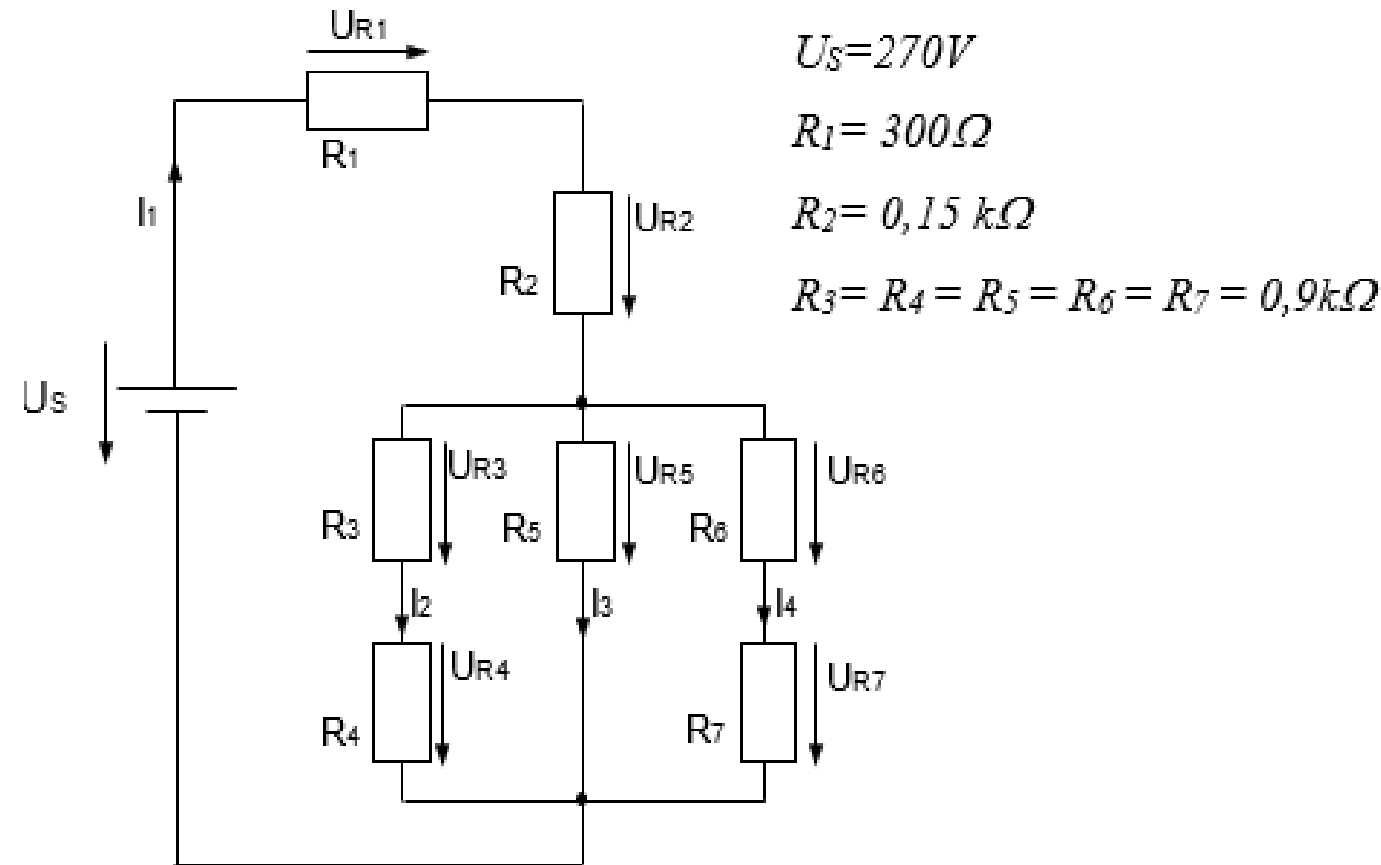 UR1
US=270V
R1= 300Ω
R1
I1
UR2
R2= 0,15 kΩ
R2
R3= R4 = R5 = R6 = R7 = 0,9kΩ
US
UR3
UR5
UR6
R3
R5
R6
I2
I3
I4
UR4
UR7
R4
R7